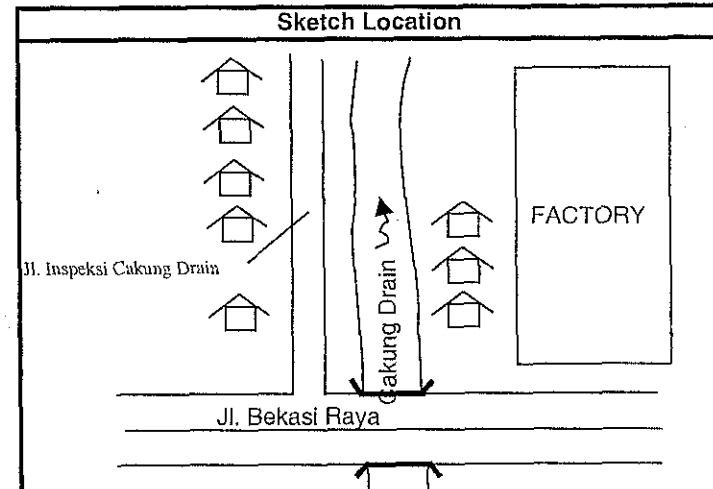 Sketch Location
FACTORY
Jl. Inspeksi Cakung Drain
Cakung Drain
Jl. Bekasi Raya